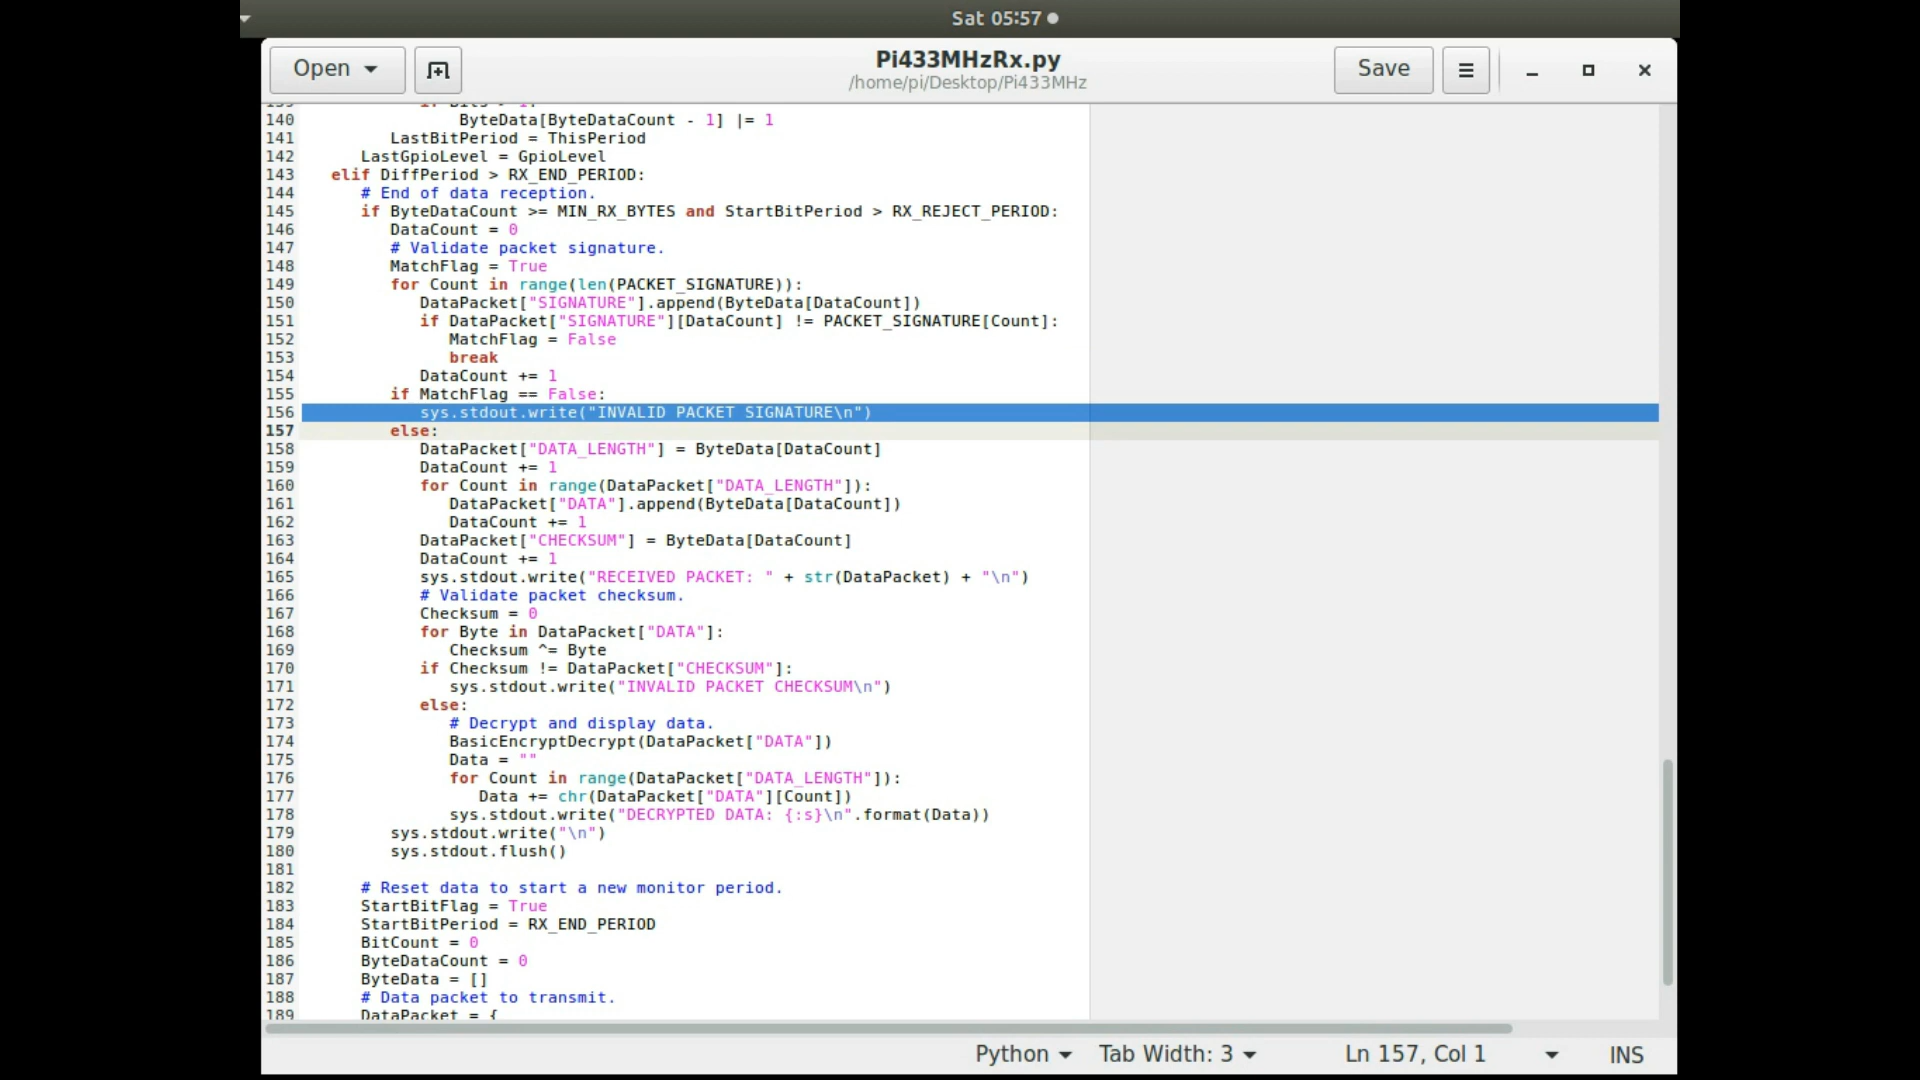 Sat 05:57
Open
Pi433MHzRx.py
/home/pi/Desktop/Pi433MHz
Save
140 ByteData[ByteDataCount - 1] |= 1
141 LastBitPeriod = ThisPeriod
142 LastGpioLevel = GpioLevel
143 elif DiffPeriod > RX_END_PERIOD:
144 # End of data reception.
145 if ByteDataCount >= MIN_RX_BYTES and StartBitPeriod > RX_REJECT_PERIOD:
146 DataCount = 0
147 # Validate packet signature.
148 MatchFlag = True
149 for Count in range(len(PACKET_SIGNATURE)):
150 DataPacket["SIGNATURE"].append(ByteData[DataCount])
151 if DataPacket["SIGNATURE"][DataCount] != PACKET_SIGNATURE[Count]:
152 MatchFlag = False
153 break
154 DataCount += 1
155 if MatchFlag == False:
156 sys.stdout.write("INVALID PACKET SIGNATURE\n")
157 else:
158 DataPacket["DATA_LENGTH"] = ByteData[DataCount]
159 DataCount += 1
160 for Count in range(DataPacket["DATA_LENGTH"]):
161 DataPacket["DATA"].append(ByteData[DataCount])
162 DataCount += 1
163 DataPacket["CHECKSUM"] = ByteData[DataCount]
164 DataCount += 1
165 sys.stdout.write("RECEIVED PACKET: " + str(DataPacket) + "\n")
166 # Validate packet checksum.
167 Checksum = 0
168 for Byte in DataPacket["DATA"]:
169 Checksum ^= Byte
170 if Checksum != DataPacket["CHECKSUM"]:
171 sys.stdout.write("INVALID PACKET CHECKSUM\n")
172 else:
173 # Decrypt and display data.
174 BasicEncryptDecrypt(DataPacket["DATA"])
175 Data = ""
176 for Count in range(DataPacket["DATA_LENGTH"]):
177 Data += chr(DataPacket["DATA"][Count])
178 sys.stdout.write("DECRYPTED DATA: {:s}\n".format(Data))
179 sys.stdout.write("\n")
180 sys.stdout.flush()
181
182 # Reset data to start a new monitor period.
183 StartBitFlag = True
184 StartBitPeriod = RX_END_PERIOD
185 BitCount = 0
186 ByteDataCount = 0
187 ByteData = []
188 # Data packet to transmit.
189 DataPacket = {
Python Tab Width: 3 Ln 157, Col 1 INS